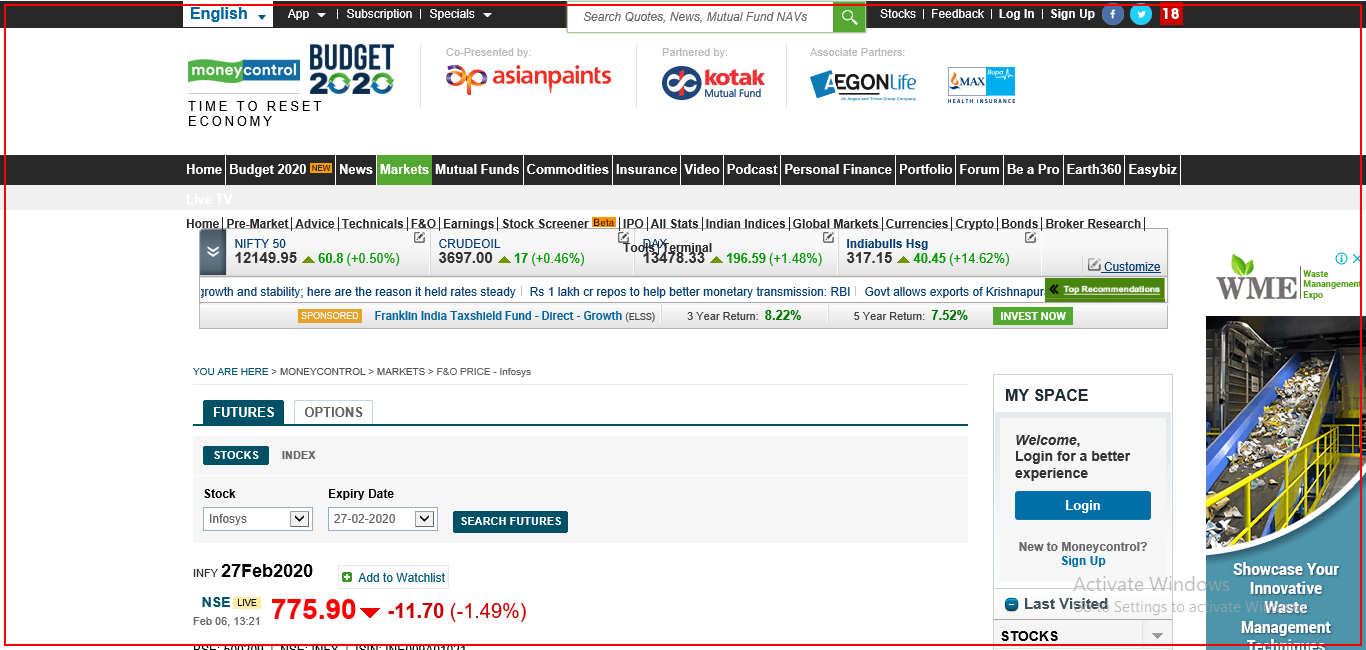 English App | Subscription | Specials Search Quotes, News, Mutual Fund NAVs Stocks | Feedback | Log In | Sign Up 18
moneycontrol BUDGET 2020
TIME TO RESET
ECONOMY
Co-Presented by:
asianpaints
Partnered by:
kotak
Mutual Fund
Associate Partners:
AEGON Life
An Aegon and Times Group Company
MAX Bupa
HEALTH INSURANCE
Home Budget 2020 NEW News Markets Mutual Funds Commodities Insurance Video Podcast Personal Finance Portfolio Forum Be a Pro Earth360 Easybiz
Live TV
Home | Pre-Market | Advice | Technicals | F&O | Earnings | Stock Screener Beta | IPO | All Stats | Indian Indices | Global Markets | Currencies | Crypto | Bonds | Broker Research |
Tools | Terminal
NIFTY 50 CRUDEOIL DAX Indiabulls Hsg
12149.95 60.8 (+0.50%) 3697.00 17 (+0.46%) 13478.33 196.59 (+1.48%) 317.15 40.45 (+14.62%)
Customize
growth and stability; here are the reason it held rates steady | Rs 1 lakh cr repos to help better monetary transmission: RBI | Govt allows exports of Krishnapur
Top Recommendations
SPONSORED Franklin India Taxshield Fund - Direct - Growth (ELSS) 3 Year Return: 8.22% 5 Year Return: 7.52% INVEST NOW
YOU ARE HERE > MONEYCONTROL > MARKETS > F&O PRICE - Infosys
FUTURES OPTIONS
STOCKS INDEX
Stock Expiry Date
Infosys 27-02-2020 SEARCH FUTURES
INFY 27Feb2020 Add to Watchlist
NSE LIVE 775.90 -11.70 (-1.49%)
Feb 06, 13:21
BSE: 500209 | NSE: INFY | ISIN: INE009A01021
MY SPACE
Welcome,
Login for a better
experience
Login
New to Moneycontrol?
Sign Up
Last Visited
STOCKS
Activate Windows
Go to Settings to activate Windows.
WME
Waste
Management
Expo
Showcase Your
Innovative
Waste
Management
Techniques